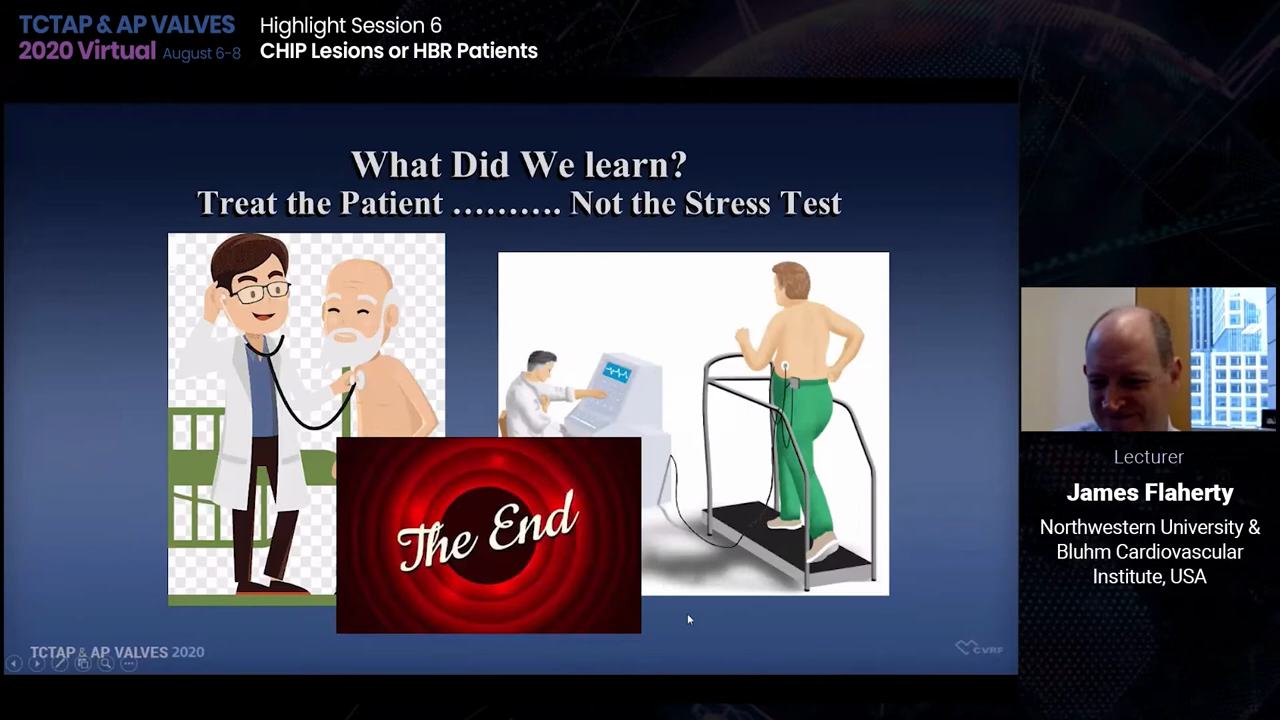 TCTAP & AP VALVES
2020 Virtual August 6-8
Highlight Session 6
CHIP Lesions or HBR Patients
What Did We learn?
Treat the Patient .......... Not the Stress Test
The End
TCTAP & AP VALVES 2020
CVRF
Lecturer
James Flaherty
Northwestern University &
Bluhm Cardiovascular
Institute, USA